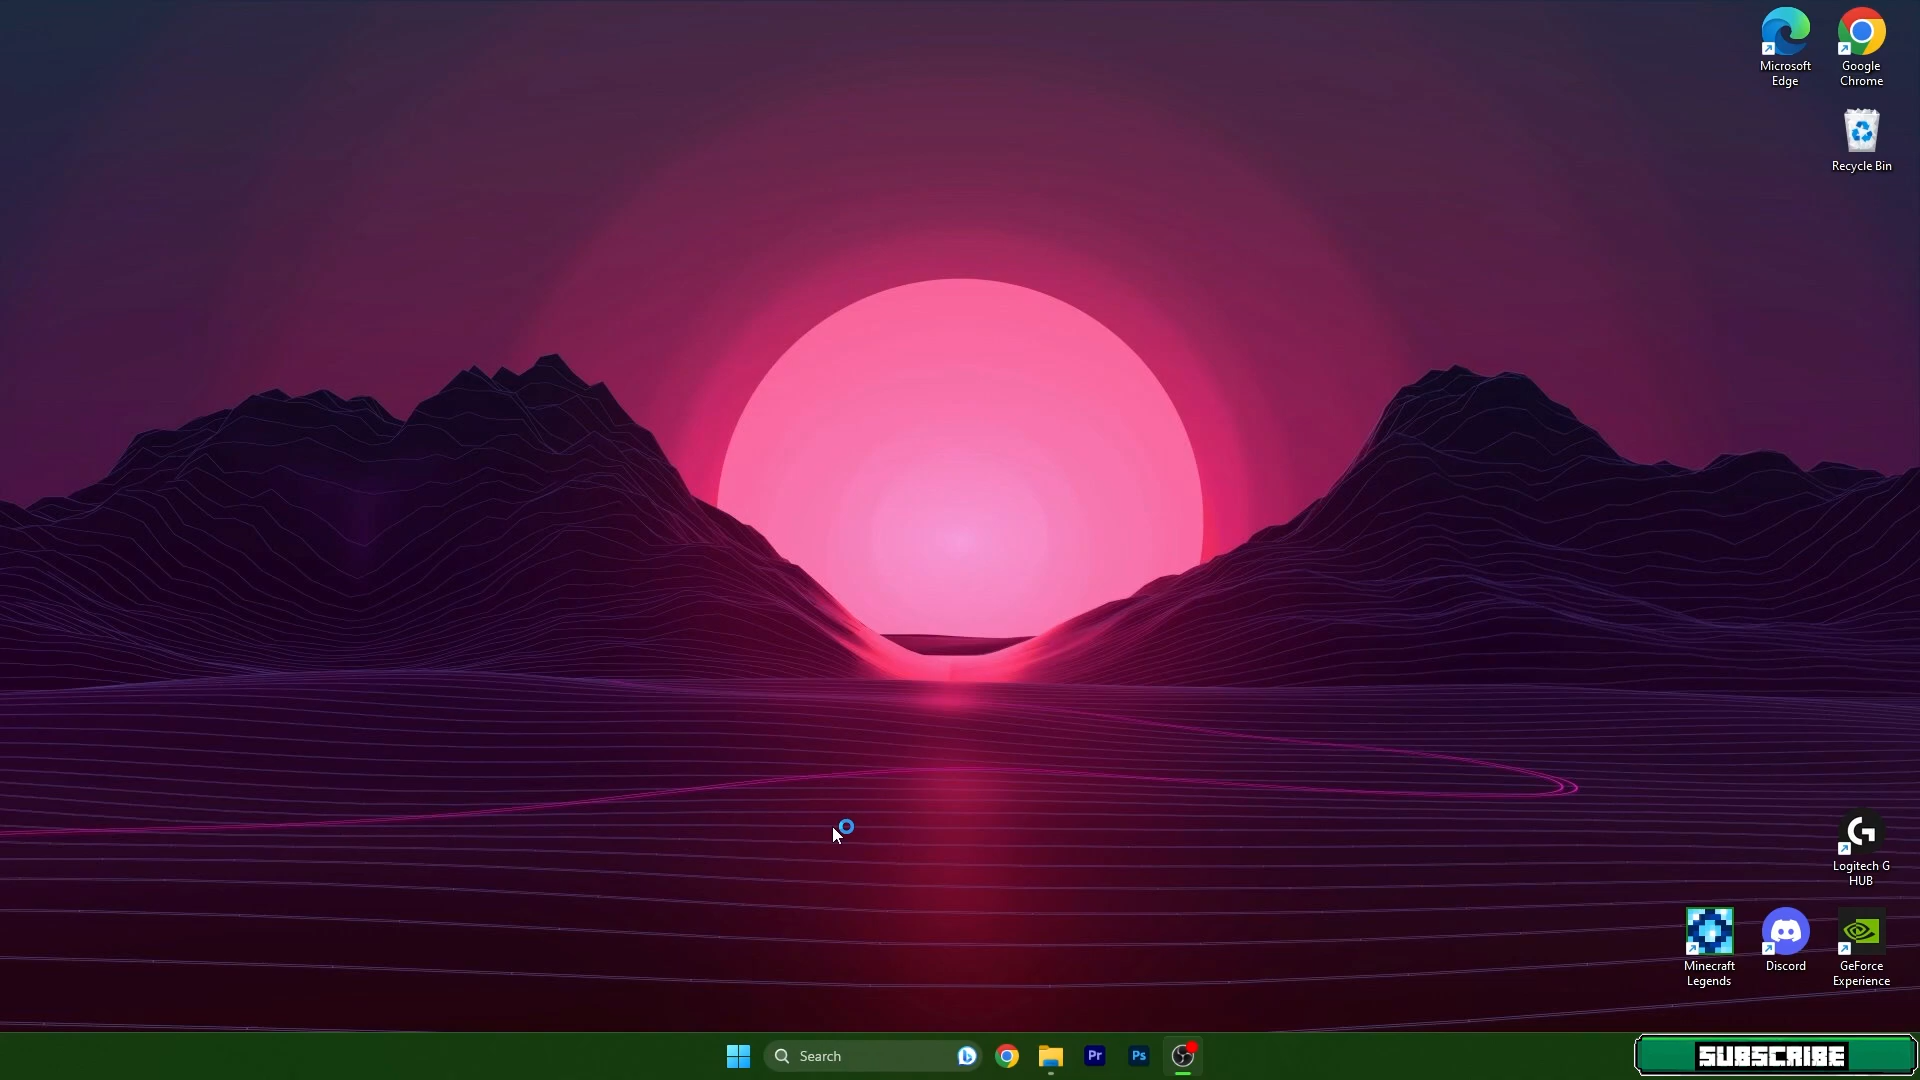 Microsoft
Edge
Google
Chrome
Recycle Bin
Logitech G
HUB
Minecraft
Legends
Discord
GeForce
Experience
Search
Pr
Ps
SUBSCRIBE